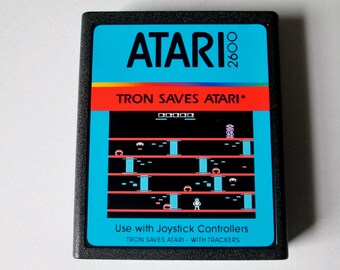 ATARI 2600
TRON SAVES ATARI®
Use with Joystick Controllers
TRON SAVES ATARI - WITH TRACKERS